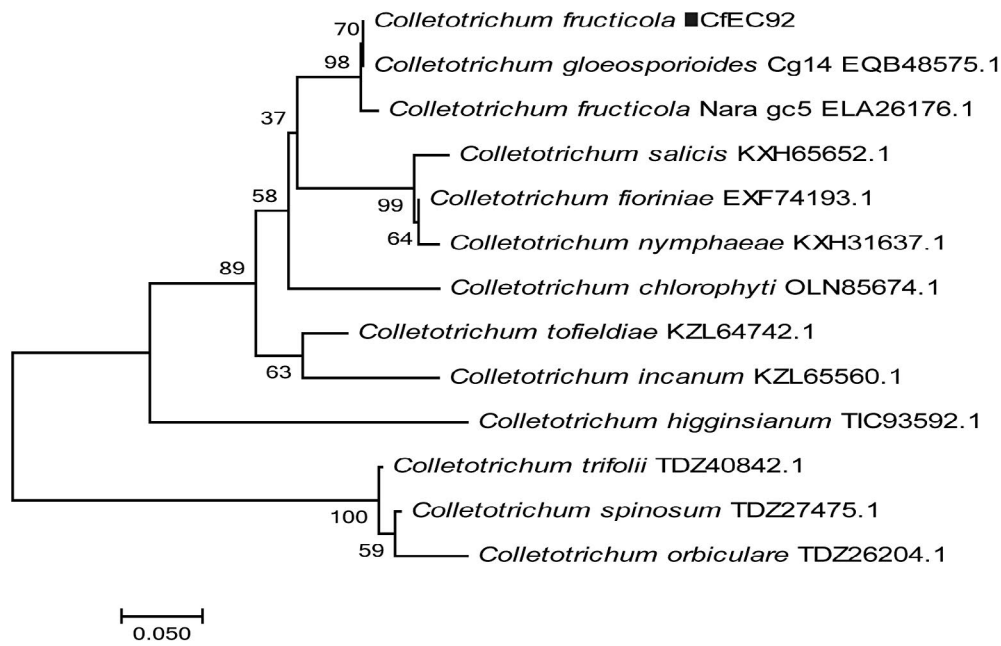 70
Colletotrichum fructicola ■CfEC92
98
Colletotrichum gloeosporioides Cg14 EQB48575.1
Colletotrichum fructicola Nara gc5 ELA26176.1
37
Colletotrichum salicis KXH65652.1
58
99
Colletotrichum fioriniae EXF74193.1
64
Colletotrichum nymphaeae KXH31637.1
89
Colletotrichum chlorophyti OLN85674.1
Colletotrichum tofieldiae KZL64742.1
63
Colletotrichum incanum KZL65560.1
Colletotrichum higginsianum TIC93592.1
Colletotrichum trifolii TDZ40842.1
100
Colletotrichum spinosum TDZ27475.1
59
Colletotrichum orbiculare TDZ26204.1
0.050